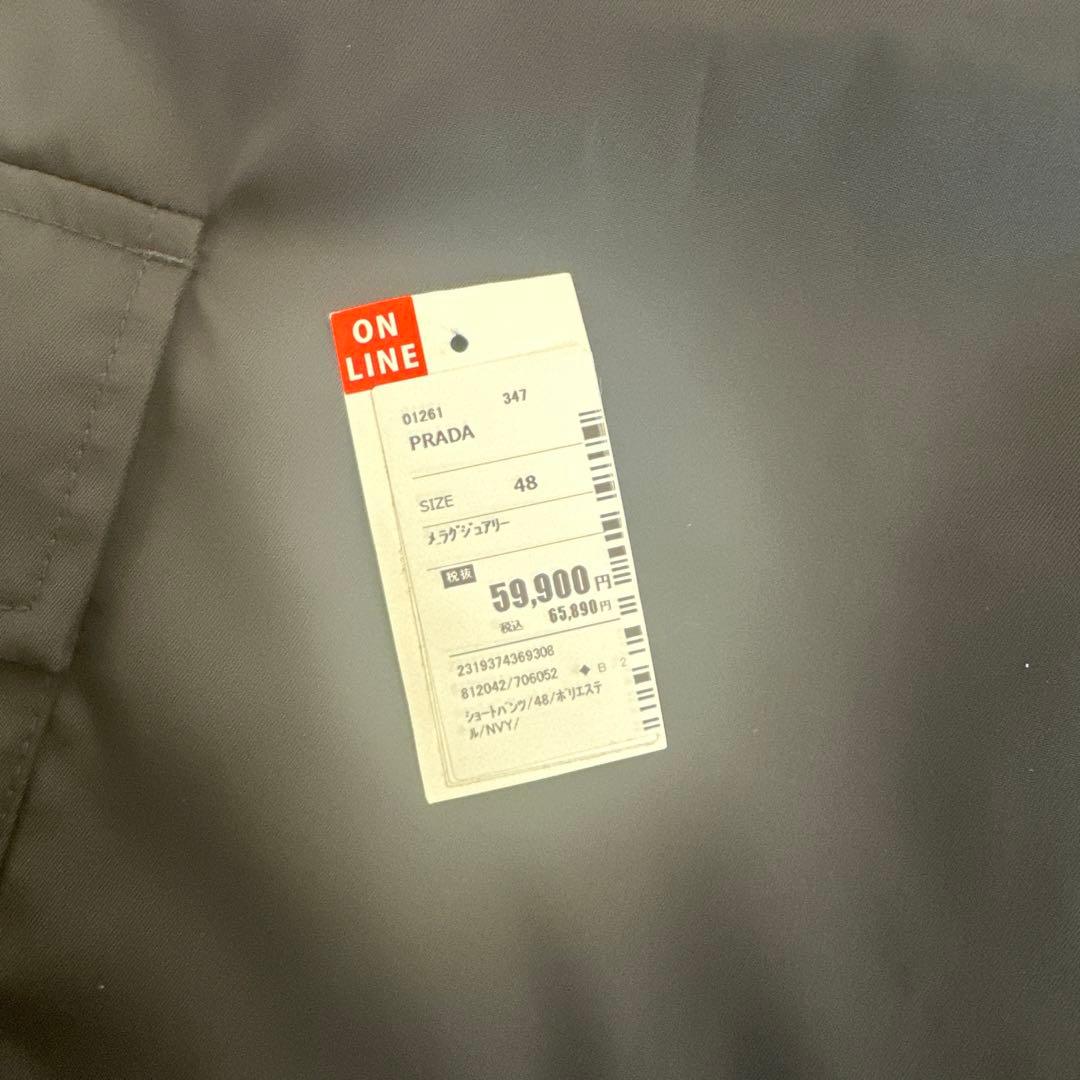 ON
LINE
01261 347
PRADA
SIZE 48
メラグジュアリー
税抜 59,900円
税込 65,890円
2319374369308
812042/706052 ◆ B 2
ショートパンツ/48/ポリエステ
ル/NVY/